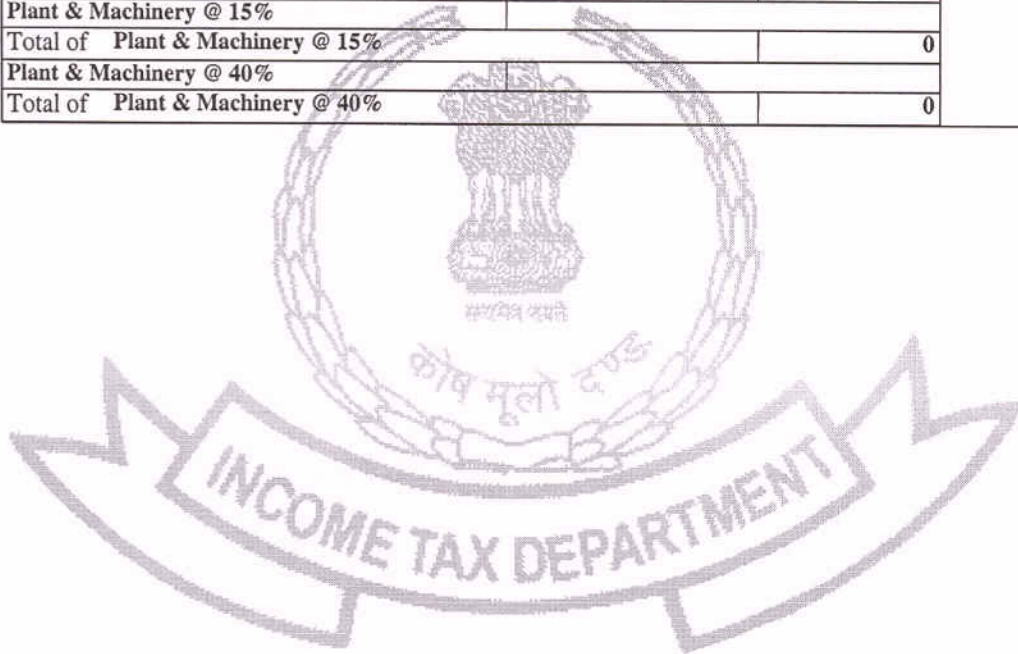 Plant & Machinery @ 15%
Total of Plant & Machinery @ 15% 0
Plant & Machinery @ 40%
Total of Plant & Machinery @ 40% 0
सत्यमेव जयते
कोष मूलो दण्ड
INCOME TAX DEPARTMENT